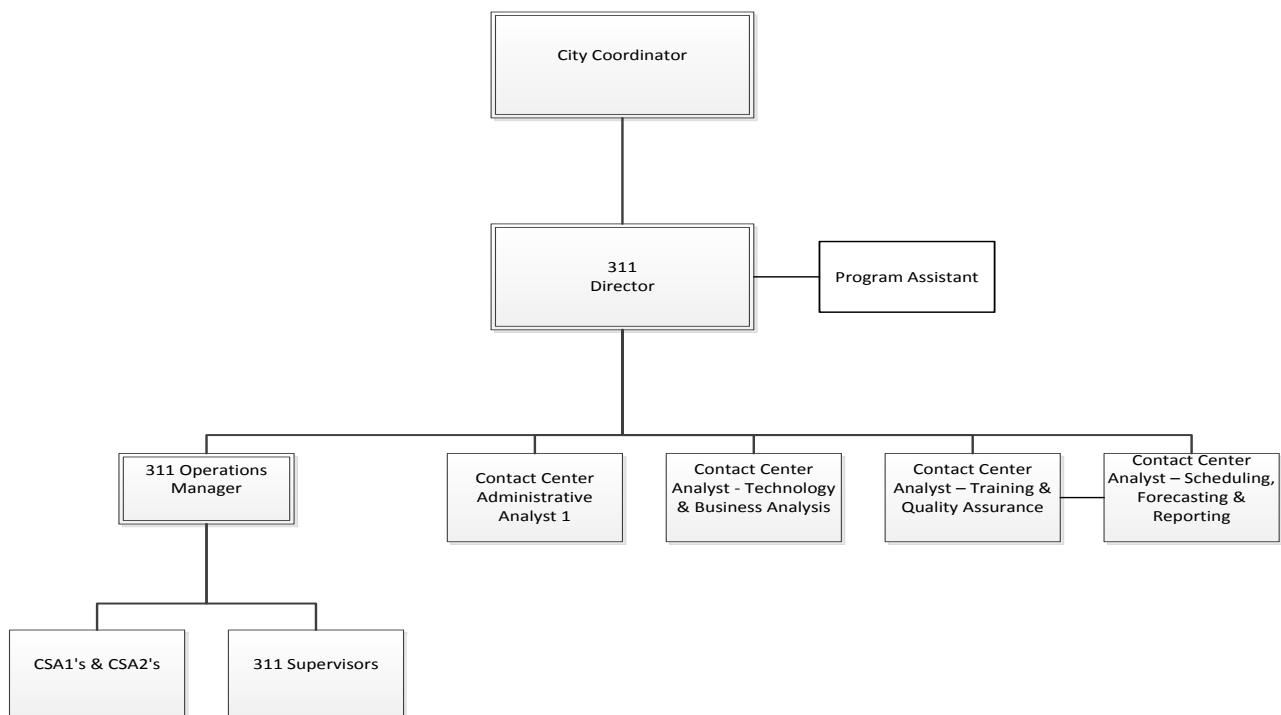 City Coordinator
311
Director
Program Assistant
311 Operations
Manager
Contact Center
Administrative
Analyst 1
Contact Center
Analyst - Technology
& Business Analysis
Contact Center
Analyst – Training &
Quality Assurance
Contact Center
Analyst – Scheduling,
Forecasting &
Reporting
CSA1's & CSA2's
311 Supervisors